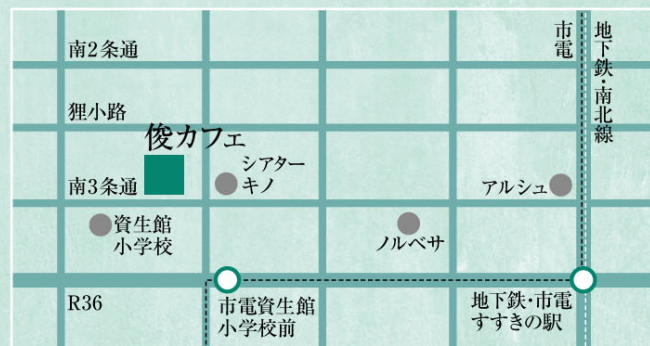 南2条通
市電
地下鉄・南北線
狸小路
俊カフェ
南3条通
シアター
キノ
アルシュ
資生館
小学校
ノルベサ
R36
市電資生館
小学校前
地下鉄・市電
すすきの駅